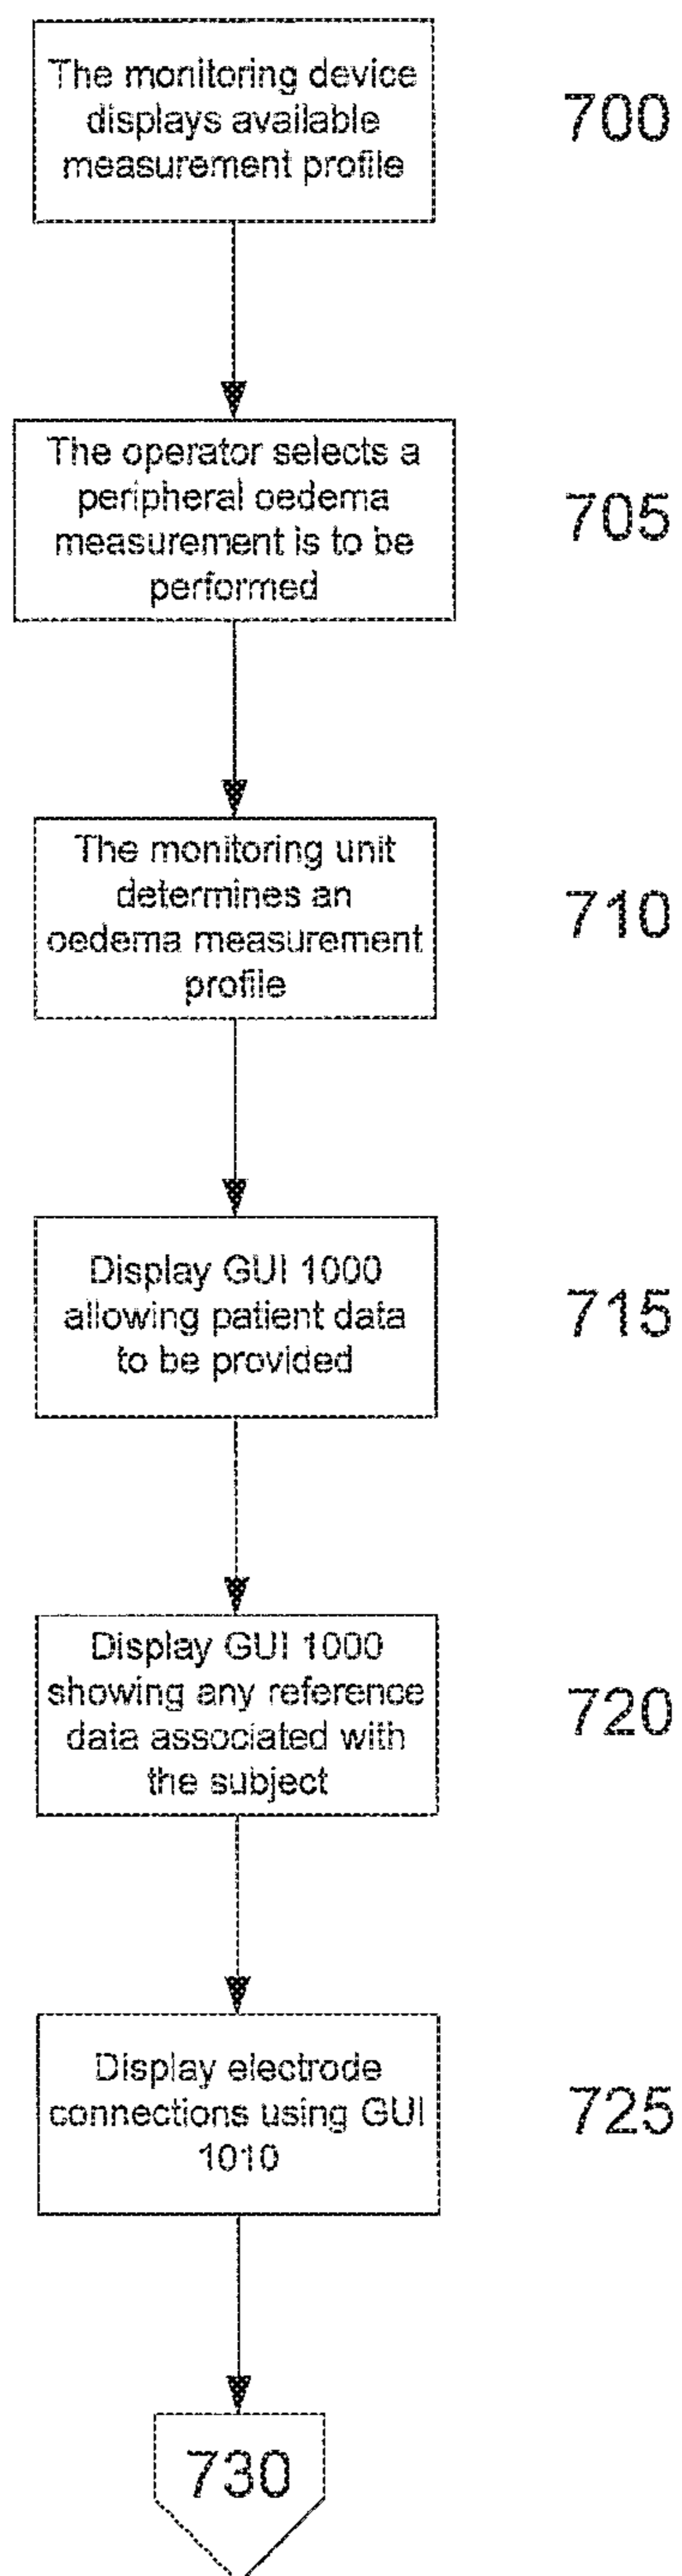 The monitoring device
displays available
measurement profile
700
The operator selects a
peripheral oedema
measurement is to be
performed
705
The monitoring unit
determines an
oedema measurement
profile
710
Display GUI 1000
allowing patient data
to be provided
715
Display GUI 1000
showing any reference
data associated with
the subject
720
Display electrode
connections using GUI
1010
725
730